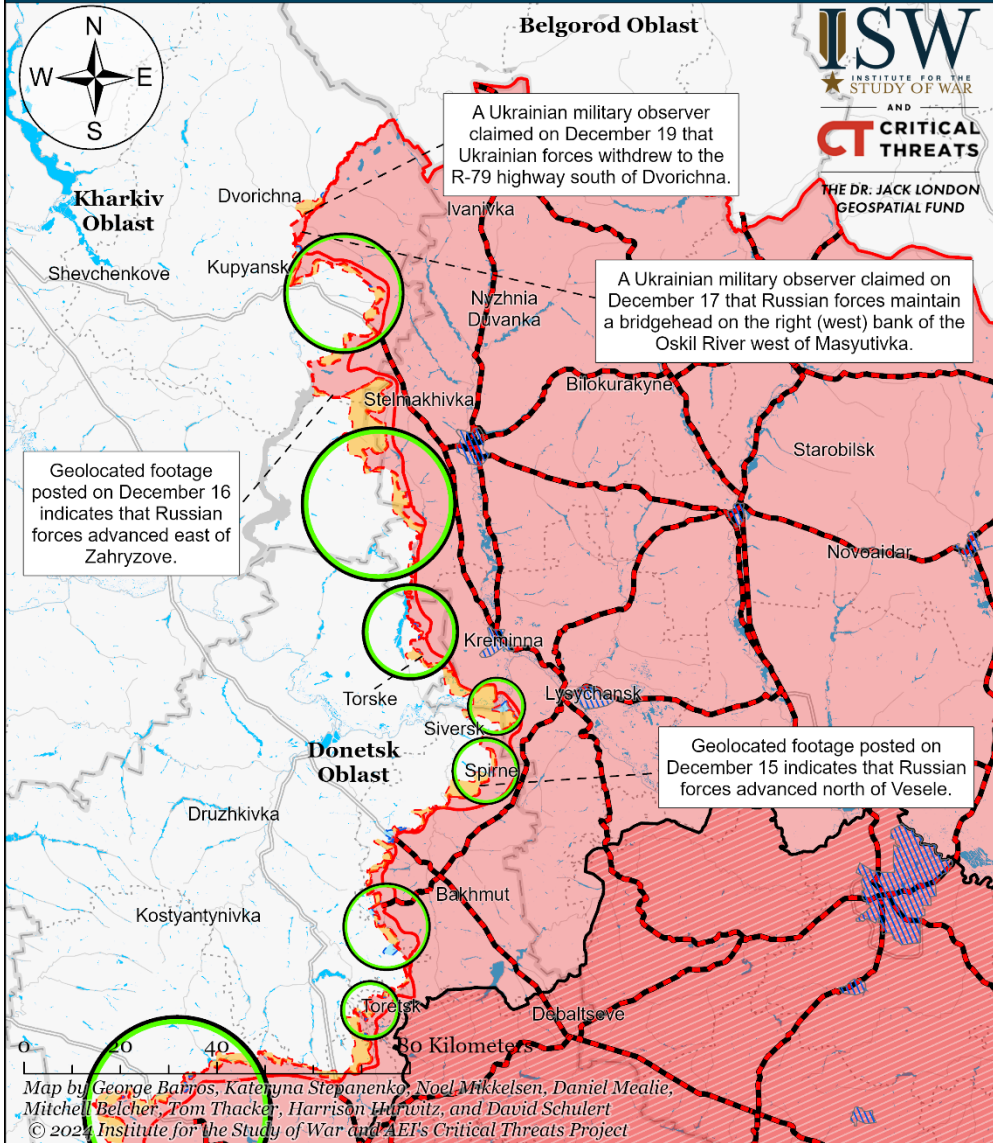 N
W E
S
Belgorod Oblast
ISW
INSTITUTE FOR THE
STUDY OF WAR
AND
CT CRITICAL
THREATS
THE DR. JACK LONDON
GEOSPATIAL FUND
A Ukrainian military observer
claimed on December 19 that
Ukrainian forces withdrew to the
R-79 highway south of Dvorichna.
Dvorichna
Kharkiv
Oblast
Ivanivka
Shevchenkove
Kupyansk
A Ukrainian military observer claimed on
December 17 that Russian forces maintain
a bridgehead on the right (west) bank of the
Oskil River west of Masyutivka.
Nyzhnia
Duvanka
Bilokurakyne
Stelmakhivka
Starobilsk
Geolocated footage
posted on December 16
indicates that Russian
forces advanced east of
Zahryzove.
Novoaidar
Kreminna
Torske
Lysychansk
Siversk
Donetsk
Oblast
Spirne
Geolocated footage posted on
December 15 indicates that Russian
forces advanced north of Vesele.
Druzhkivka
Bakhmut
Kostyantynivka
Toretsk
Debaltseve
0 20 40 80 Kilometers
Map by George Barros, Kateryna Stepanenko, Noel Mikkelsen, Daniel Mealie,
Mitchell Belcher, Tom Thacker, Harrison Hurwitz, and David Schulert
© 2024 Institute for the Study of War and AEI's Critical Threats Project